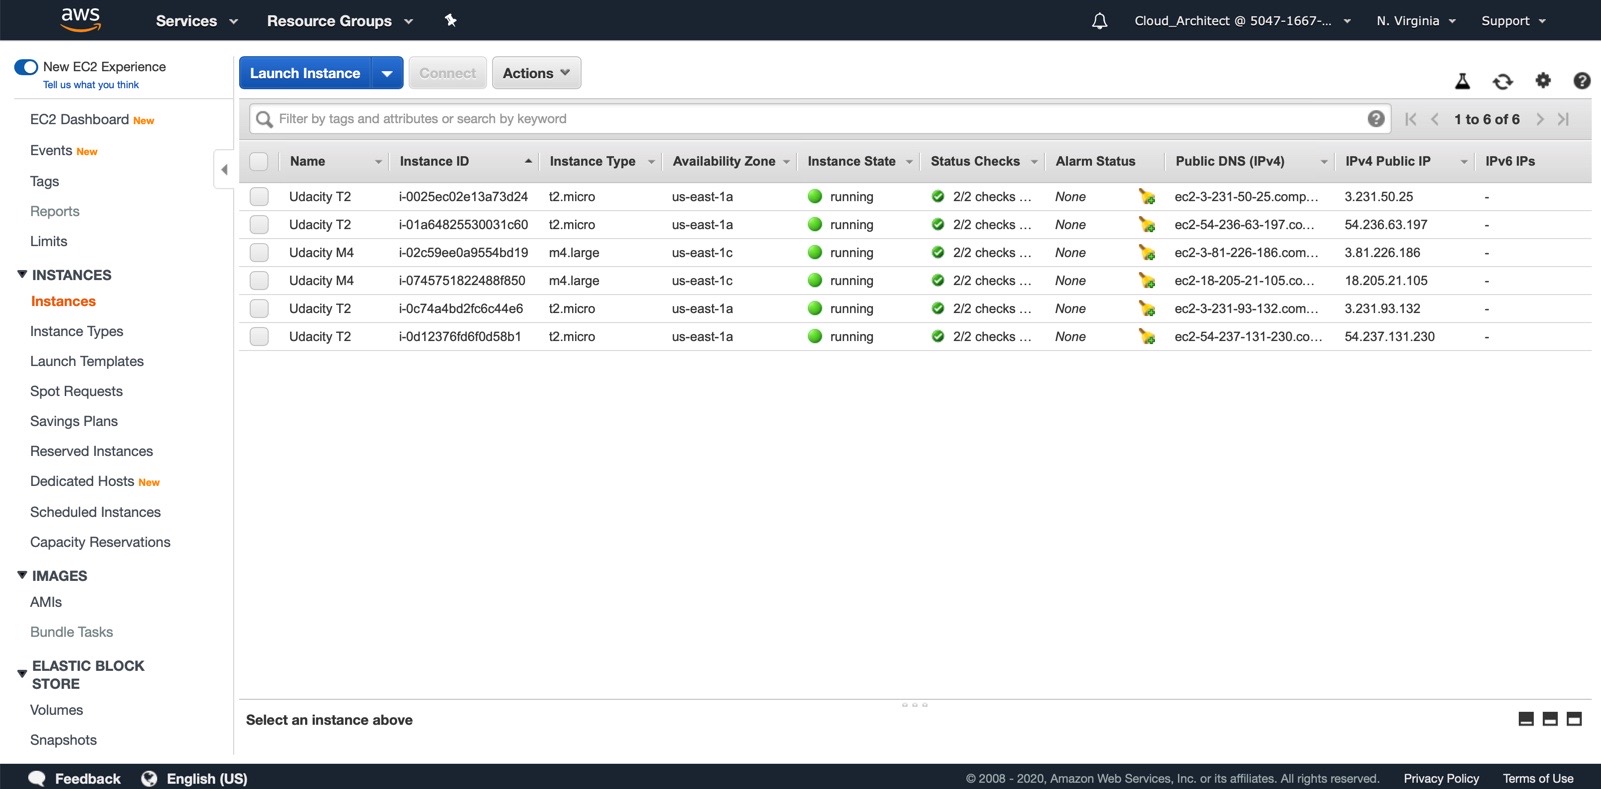 aws Services Resource Groups Cloud_Architect @ 5047-1667-... N. Virginia Support
New EC2 Experience
Tell us what you think
EC2 Dashboard New
Events New
Tags
Reports
Limits
INSTANCES
Instances
Instance Types
Launch Templates
Spot Requests
Savings Plans
Reserved Instances
Dedicated Hosts New
Scheduled Instances
Capacity Reservations
IMAGES
AMIs
Bundle Tasks
ELASTIC BLOCK
STORE
Volumes
Snapshots
Launch Instance Connect Actions
Filter by tags and attributes or search by keyword 1 to 6 of 6
Name Instance ID Instance Type Availability Zone Instance State Status Checks Alarm Status Public DNS (IPv4) IPv4 Public IP IPv6 IPs
Udacity T2 i-0025ec02e13a73d24 t2.micro us-east-1a running 2/2 checks ... None ec2-3-231-50-25.comp... 3.231.50.25 -
Udacity T2 i-01a64825530031c60 t2.micro us-east-1a running 2/2 checks ... None ec2-54-236-63-197.co... 54.236.63.197 -
Udacity M4 i-02c59ee0a9554bd19 m4.large us-east-1c running 2/2 checks ... None ec2-3-81-226-186.com... 3.81.226.186 -
Udacity M4 i-0745751822488f850 m4.large us-east-1c running 2/2 checks ... None ec2-18-205-21-105.co... 18.205.21.105 -
Udacity T2 i-0c74a4bd2fc6c44e6 t2.micro us-east-1a running 2/2 checks ... None ec2-3-231-93-132.com... 3.231.93.132 -
Udacity T2 i-0d12376fd6f0d58b1 t2.micro us-east-1a running 2/2 checks ... None ec2-54-237-131-230.co... 54.237.131.230 -
Select an instance above
Feedback English (US) © 2008 - 2020, Amazon Web Services, Inc. or its affiliates. All rights reserved. Privacy Policy Terms of Use